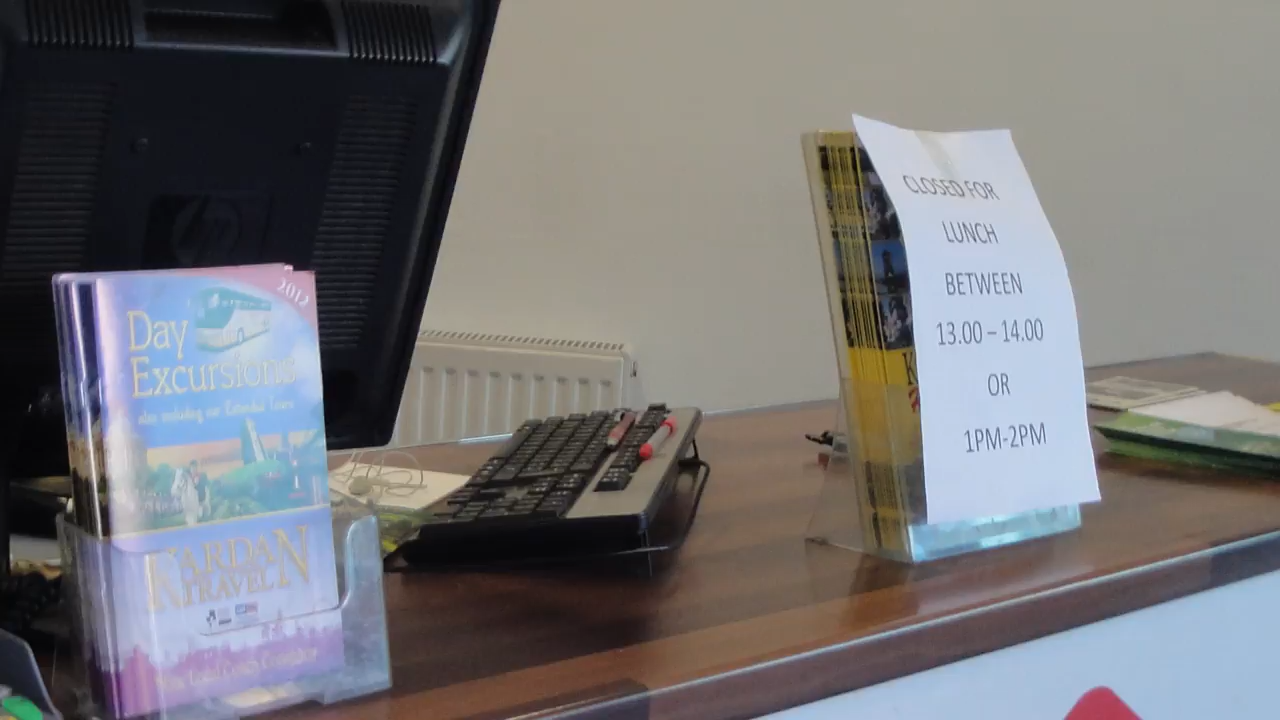 2012
Day
Excursions
also including our Extended Tours
KARDAN
TRAVEL
CLOSED FOR
LUNCH
BETWEEN
13.00 – 14.00
OR
1PM-2PM